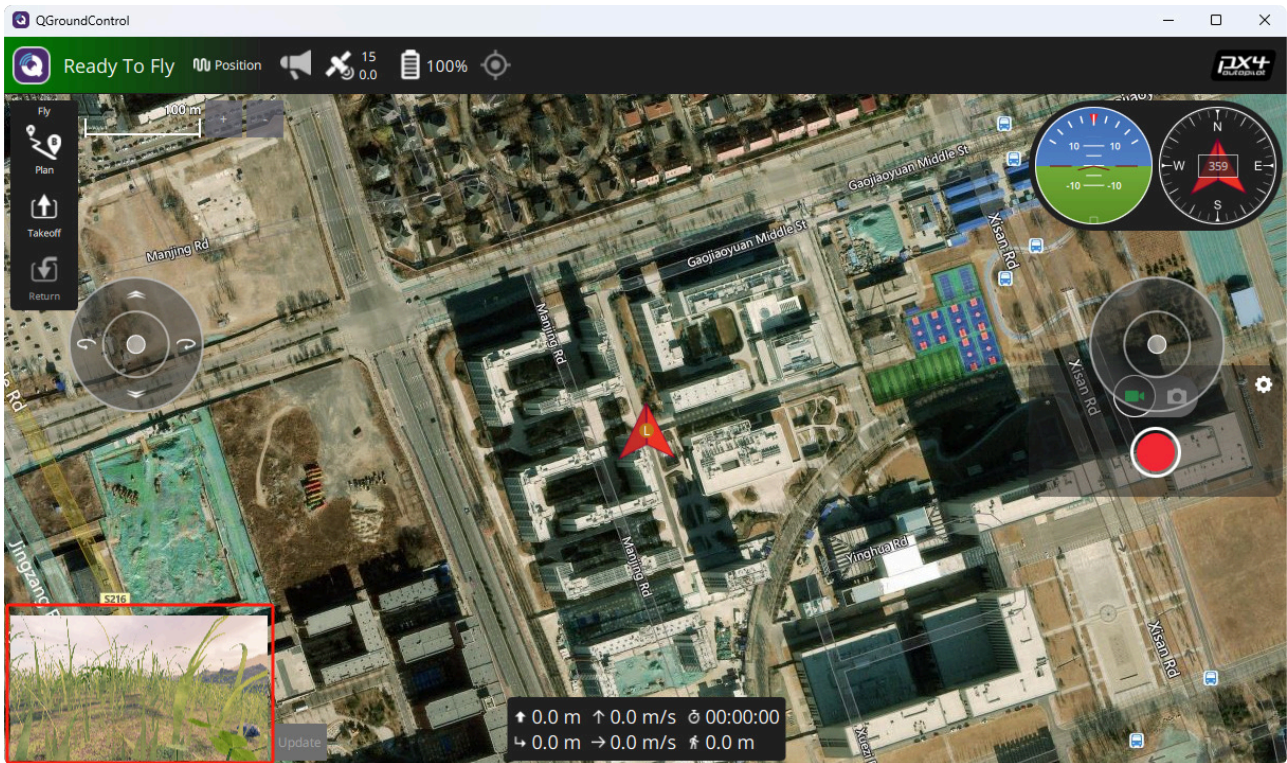 QGroundControl
Ready To Fly
Position
15
0.0
100%
px4
autopilot
Fly
Plan
Takeoff
Return
100 m
+
-
Manjing Rd
Gaojiaoyuan Middle St
Gaojiaoyuan Middle St
Xisan Rd
Manjing Rd
Xisan Rd
L
Yinghua Rd
Manjing Rd
S216
Xisan Rd
10 10
-10 -10
N
W 359 E
S
Update
0.0 m 0.0 m/s 00:00:00
0.0 m 0.0 m/s 0.0 m